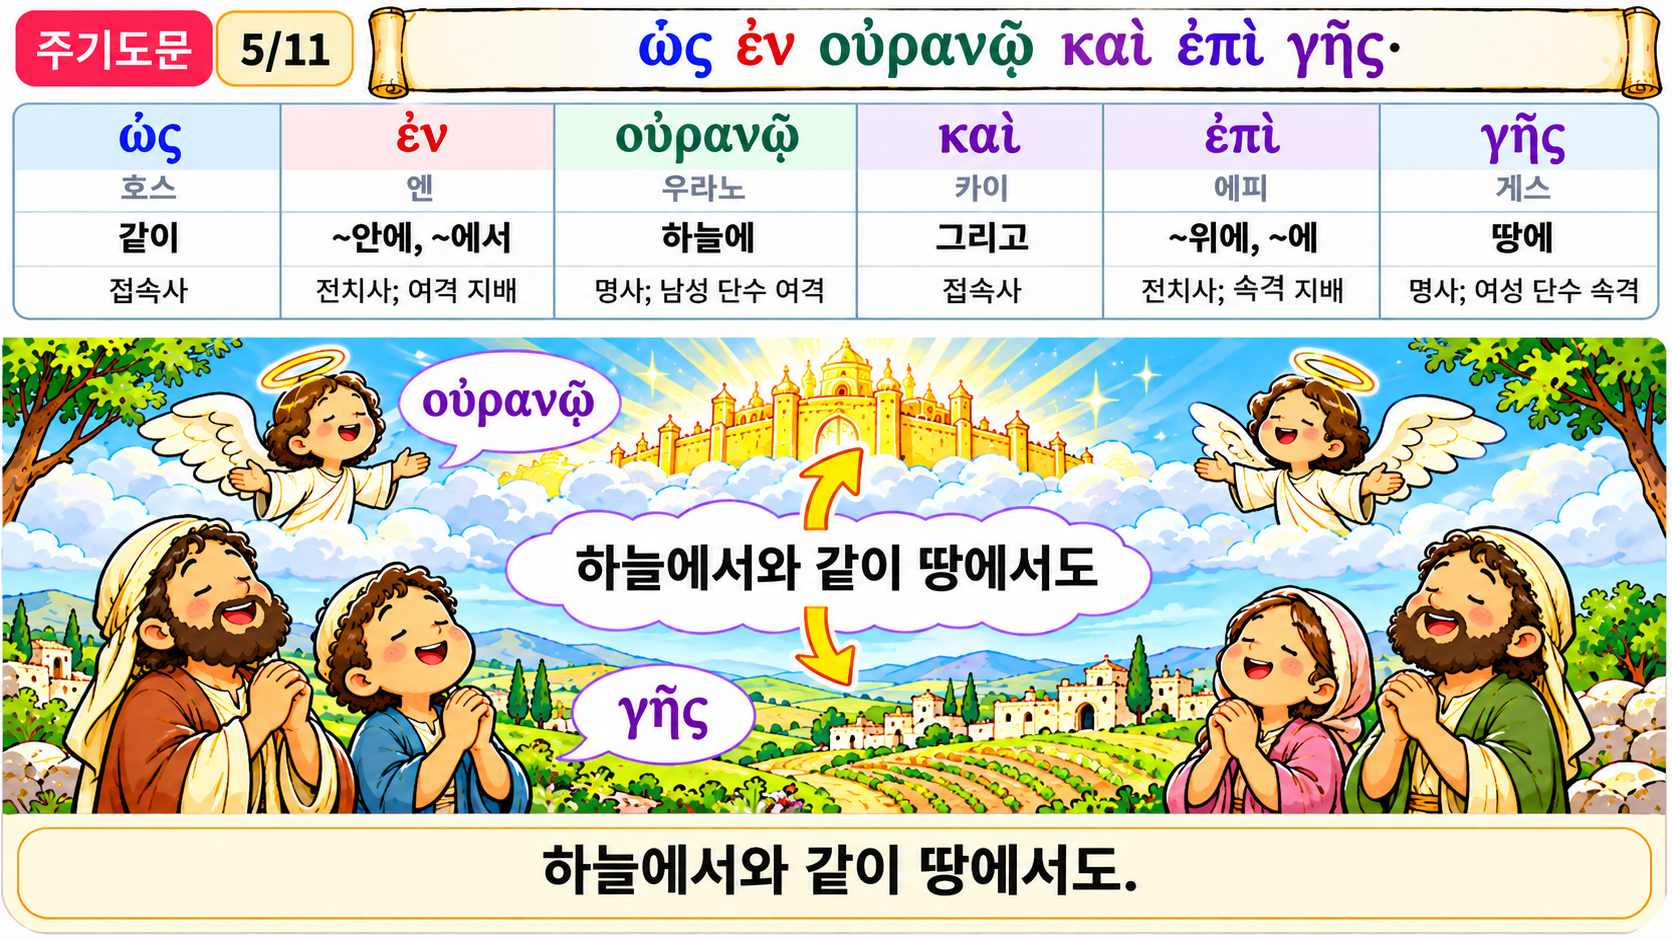 주기도문 5/11 ὡς ἐν οὐρανῷ καὶ ἐπὶ γῆς·
ὡς ἐν οὐρανῷ καὶ ἐπὶ γῆς
호스 엔 우라노 카이 에피 게스
같이 ~안에, ~에서 하늘에 그리고 ~위에, ~에 땅에
접속사 전치사; 여격 지배 명사; 남성 단수 여격 접속사 전치사; 속격 지배 명사; 여성 단수 속격
οὐρανῷ
하늘에서와 같이 땅에서도
γῆς
하늘에서와 같이 땅에서도.